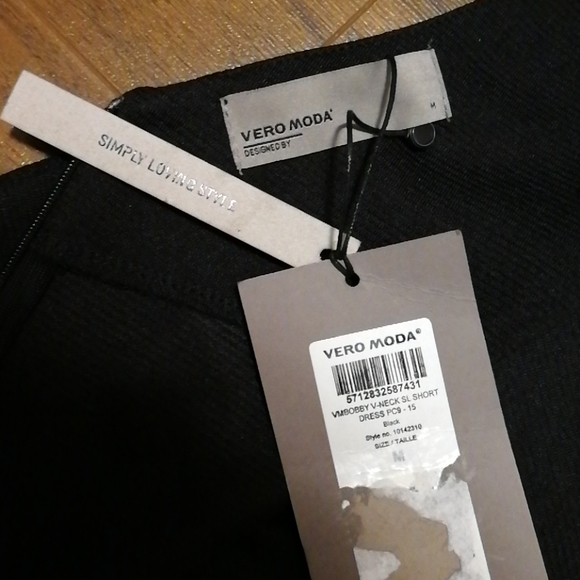 VERO MODA®
DESIGNED BY
M
SIMPLY LOVING STYLE
VERO MODA®
5712832587431
VMBOBBY V-NECK SL SHORT
DRESS PC9 - 15
Black
Style no. 10142310
SIZE / TAILLE
M